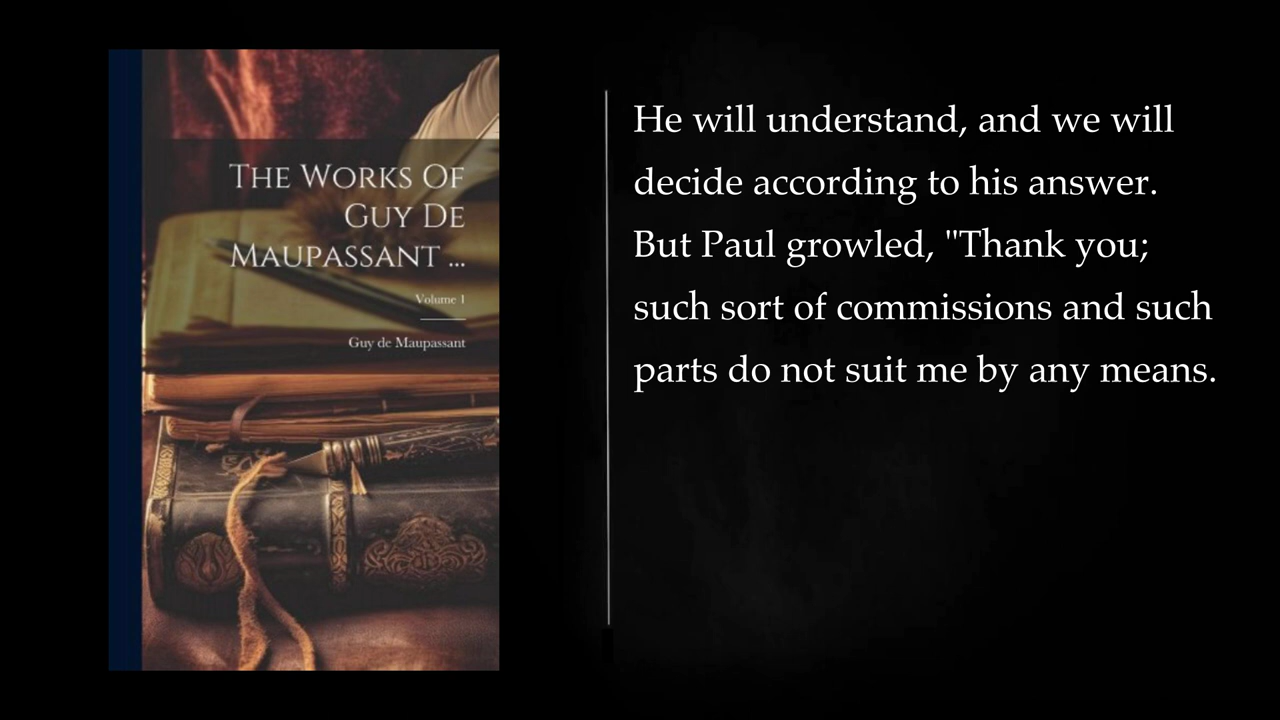 The Works Of
Guy De
Maupassant ...
Volume 1
Guy de Maupassant
He will understand, and we will
decide according to his answer.
But Paul growled, "Thank you;
such sort of commissions and such
parts do not suit me by any means.